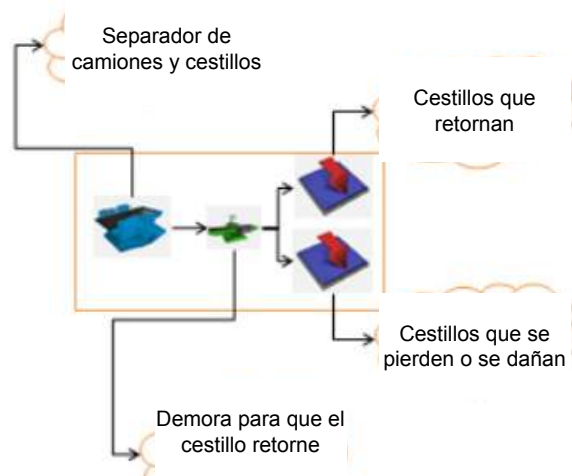 Separador de
camiones y cestillos
Cestillos que
retornan
Cestillos que se
pierden o se dañan
Demora para que el
cestillo retorne